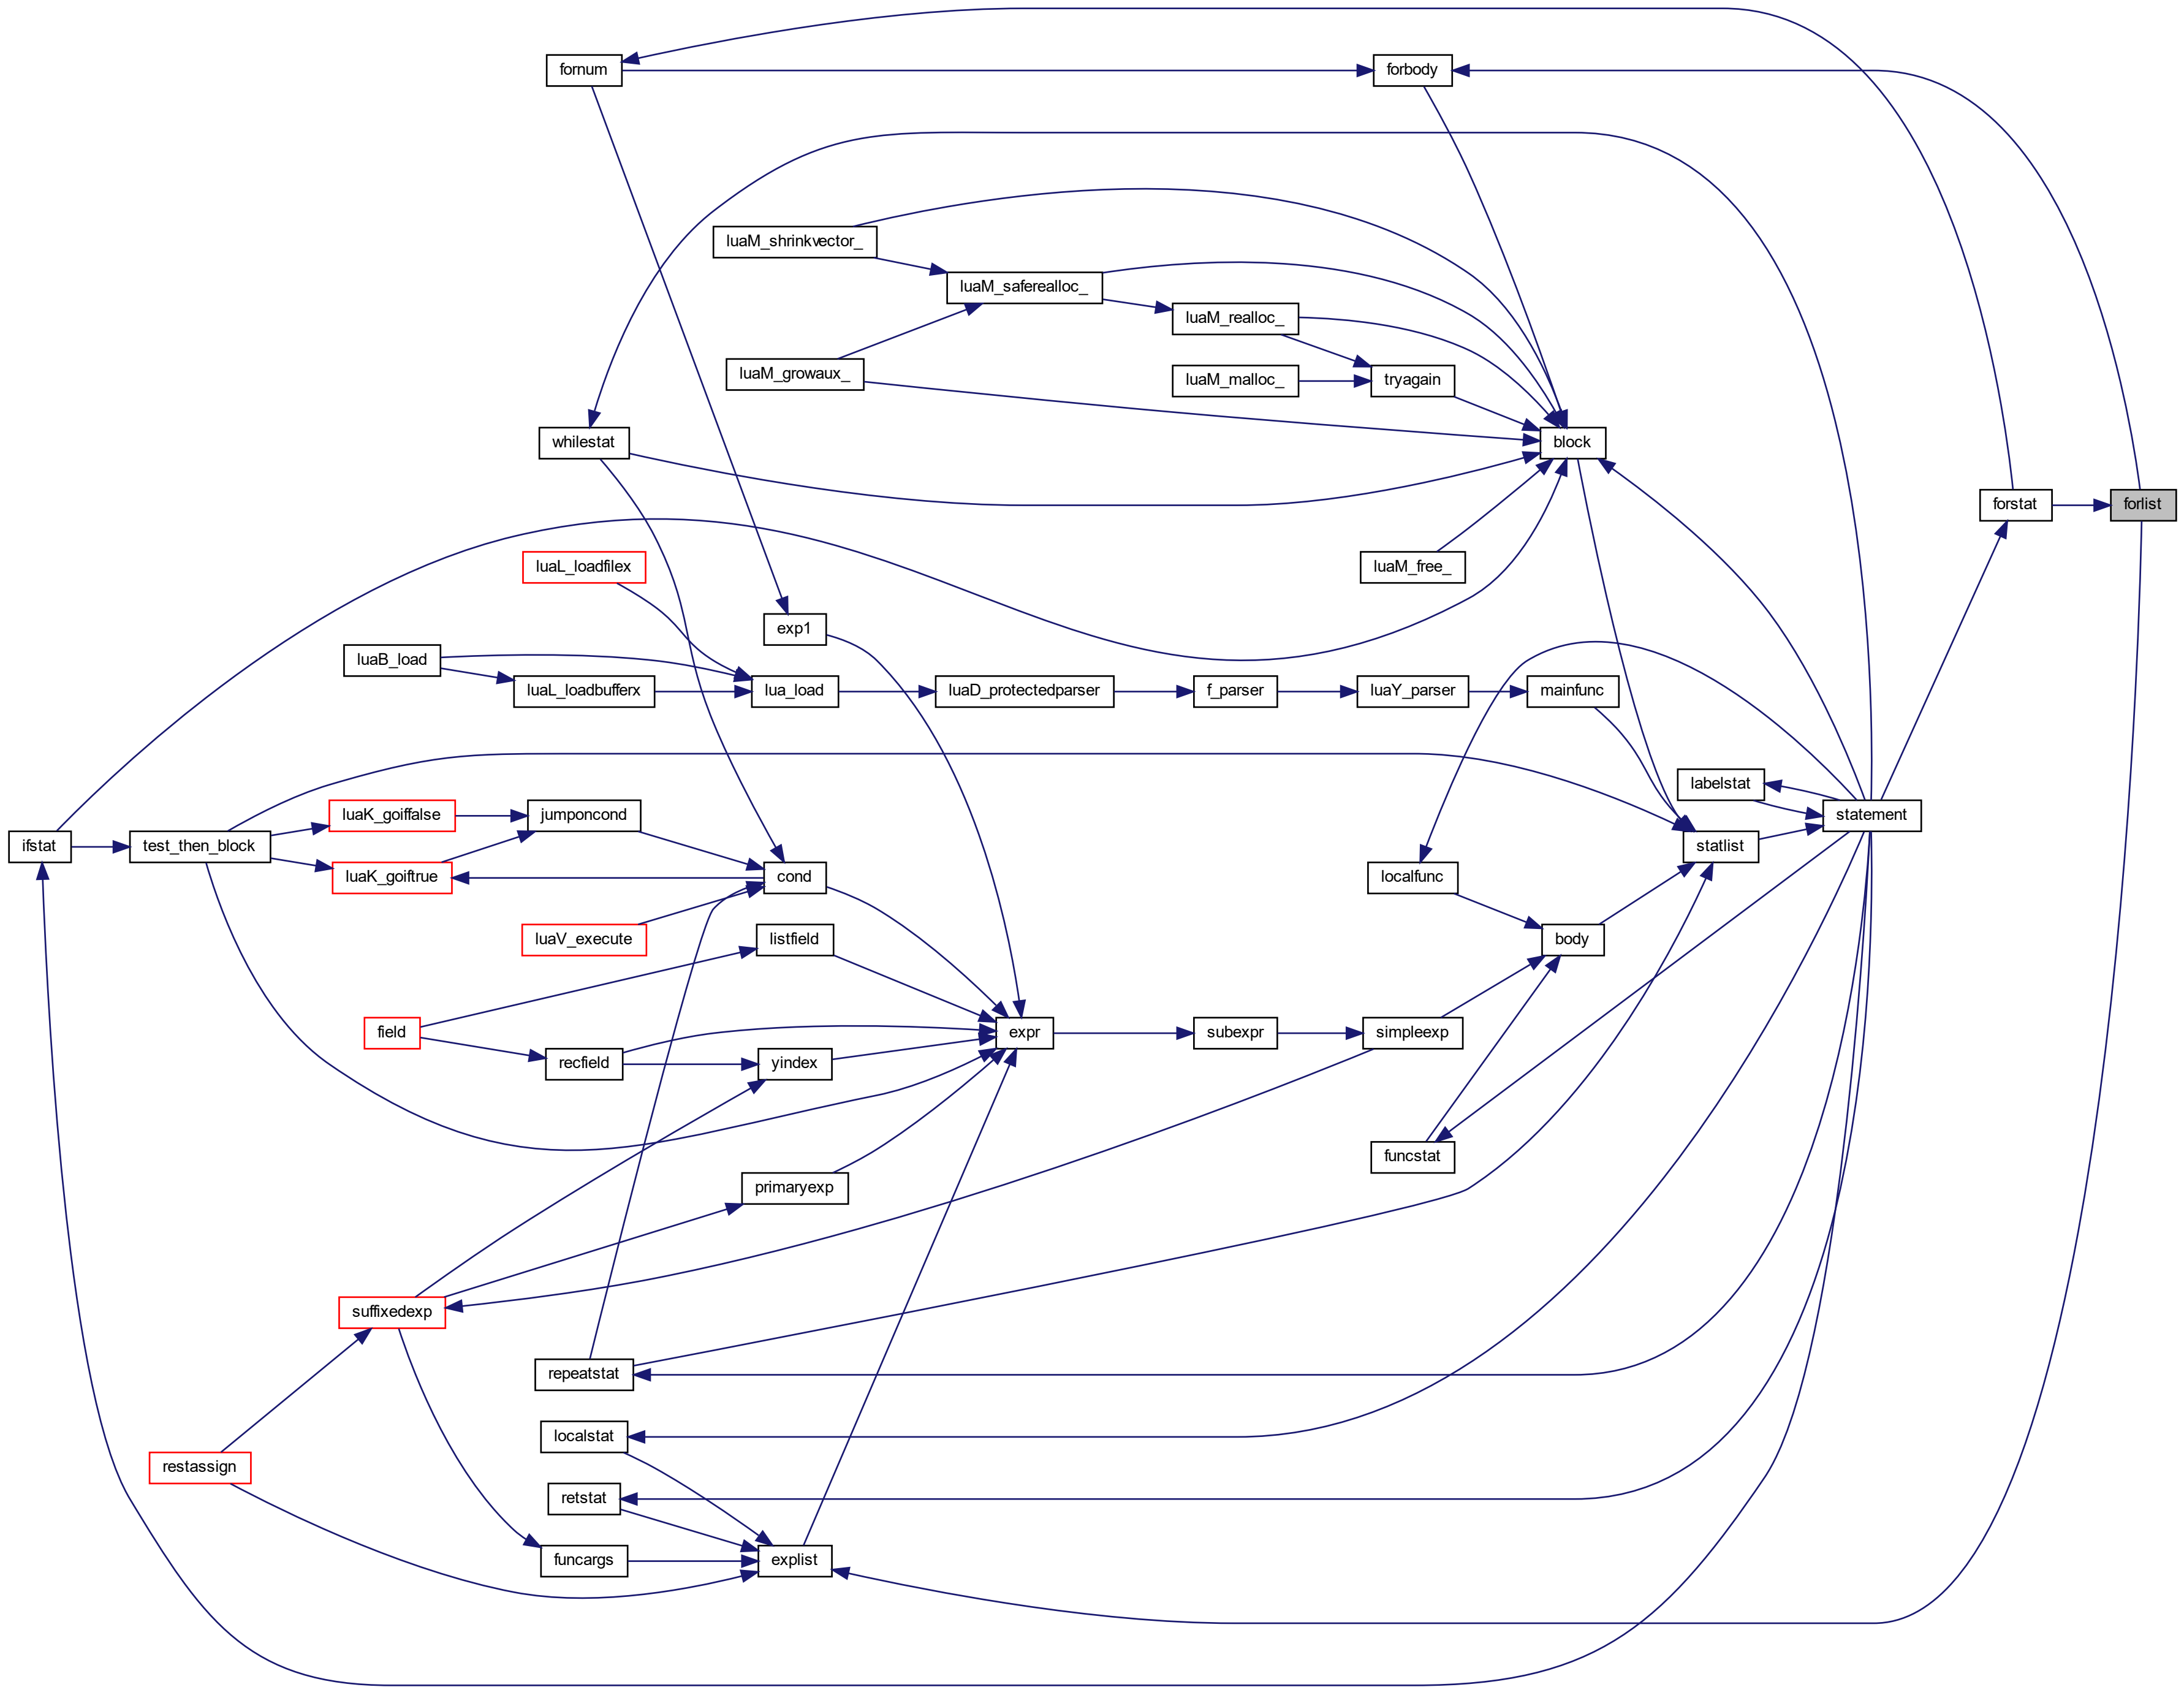 fornum
forbody
luaM_shrinkvector_
luaM_saferealloc_
luaM_realloc_
luaM_growaux_
luaM_malloc_
tryagain
whilestat
block
forstat
forlist
luaL_loadfilex
luaM_free_
exp1
luaB_load
luaL_loadbufferx
lua_load
luaD_protectedparser
f_parser
luaY_parser
mainfunc
labelstat
luaK_goiffalse
jumponcond
statement
ifstat
test_then_block
statlist
luaK_goiftrue
cond
localfunc
luaV_execute
listfield
body
field
expr
subexpr
simpleexp
recfield
yindex
funcstat
primaryexp
suffixedexp
repeatstat
localstat
restassign
retstat
funcargs
explist